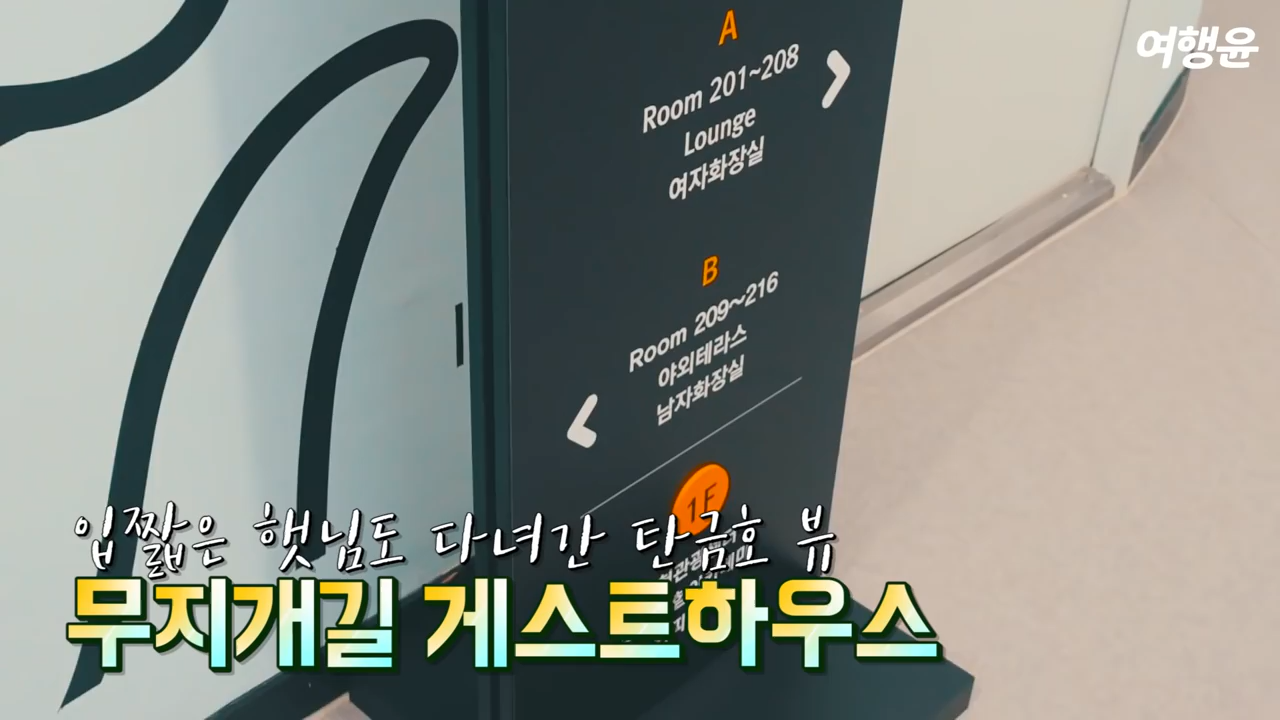 여행윤
A
Room 201~208
Lounge
여자화장실
B
Room 209~216
야외테라스
남자화장실
1F
입짧은 햇님도 다녀간 탄금호 뷰
무지개길 게스트하우스